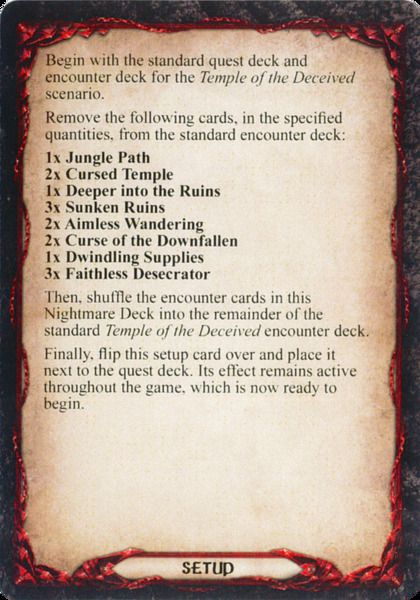 Begin with the standard quest deck and
encounter deck for the Temple of the Deceived
scenario.
Remove the following cards, in the specified
quantities, from the standard encounter deck:
1x Jungle Path
2x Cursed Temple
1x Deeper into the Ruins
3x Sunken Ruins
2x Aimless Wandering
2x Curse of the Downfallen
1x Dwindling Supplies
3x Faithless Desecrator
Then, shuffle the encounter cards in this
Nightmare Deck into the remainder of the
standard Temple of the Deceived encounter deck.
Finally, flip this setup card over and place it
next to the quest deck. Its effect remains active
throughout the game, which is now ready to
begin.
SETUP